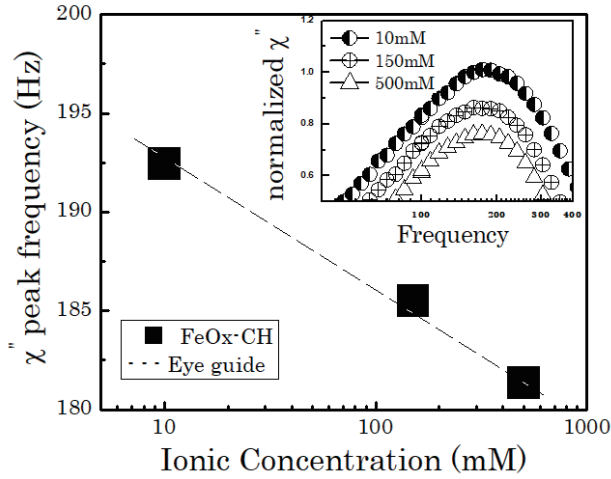 χ" peak frequency (Hz)
200
195
190
185
180
10
100
1000
Ionic Concentration (mM)
FeOx-CH
Eye guide
normalized χ"
1.2
1.0
0.8
0.6
10mM
150mM
500mM
100
200
300
400
Frequency